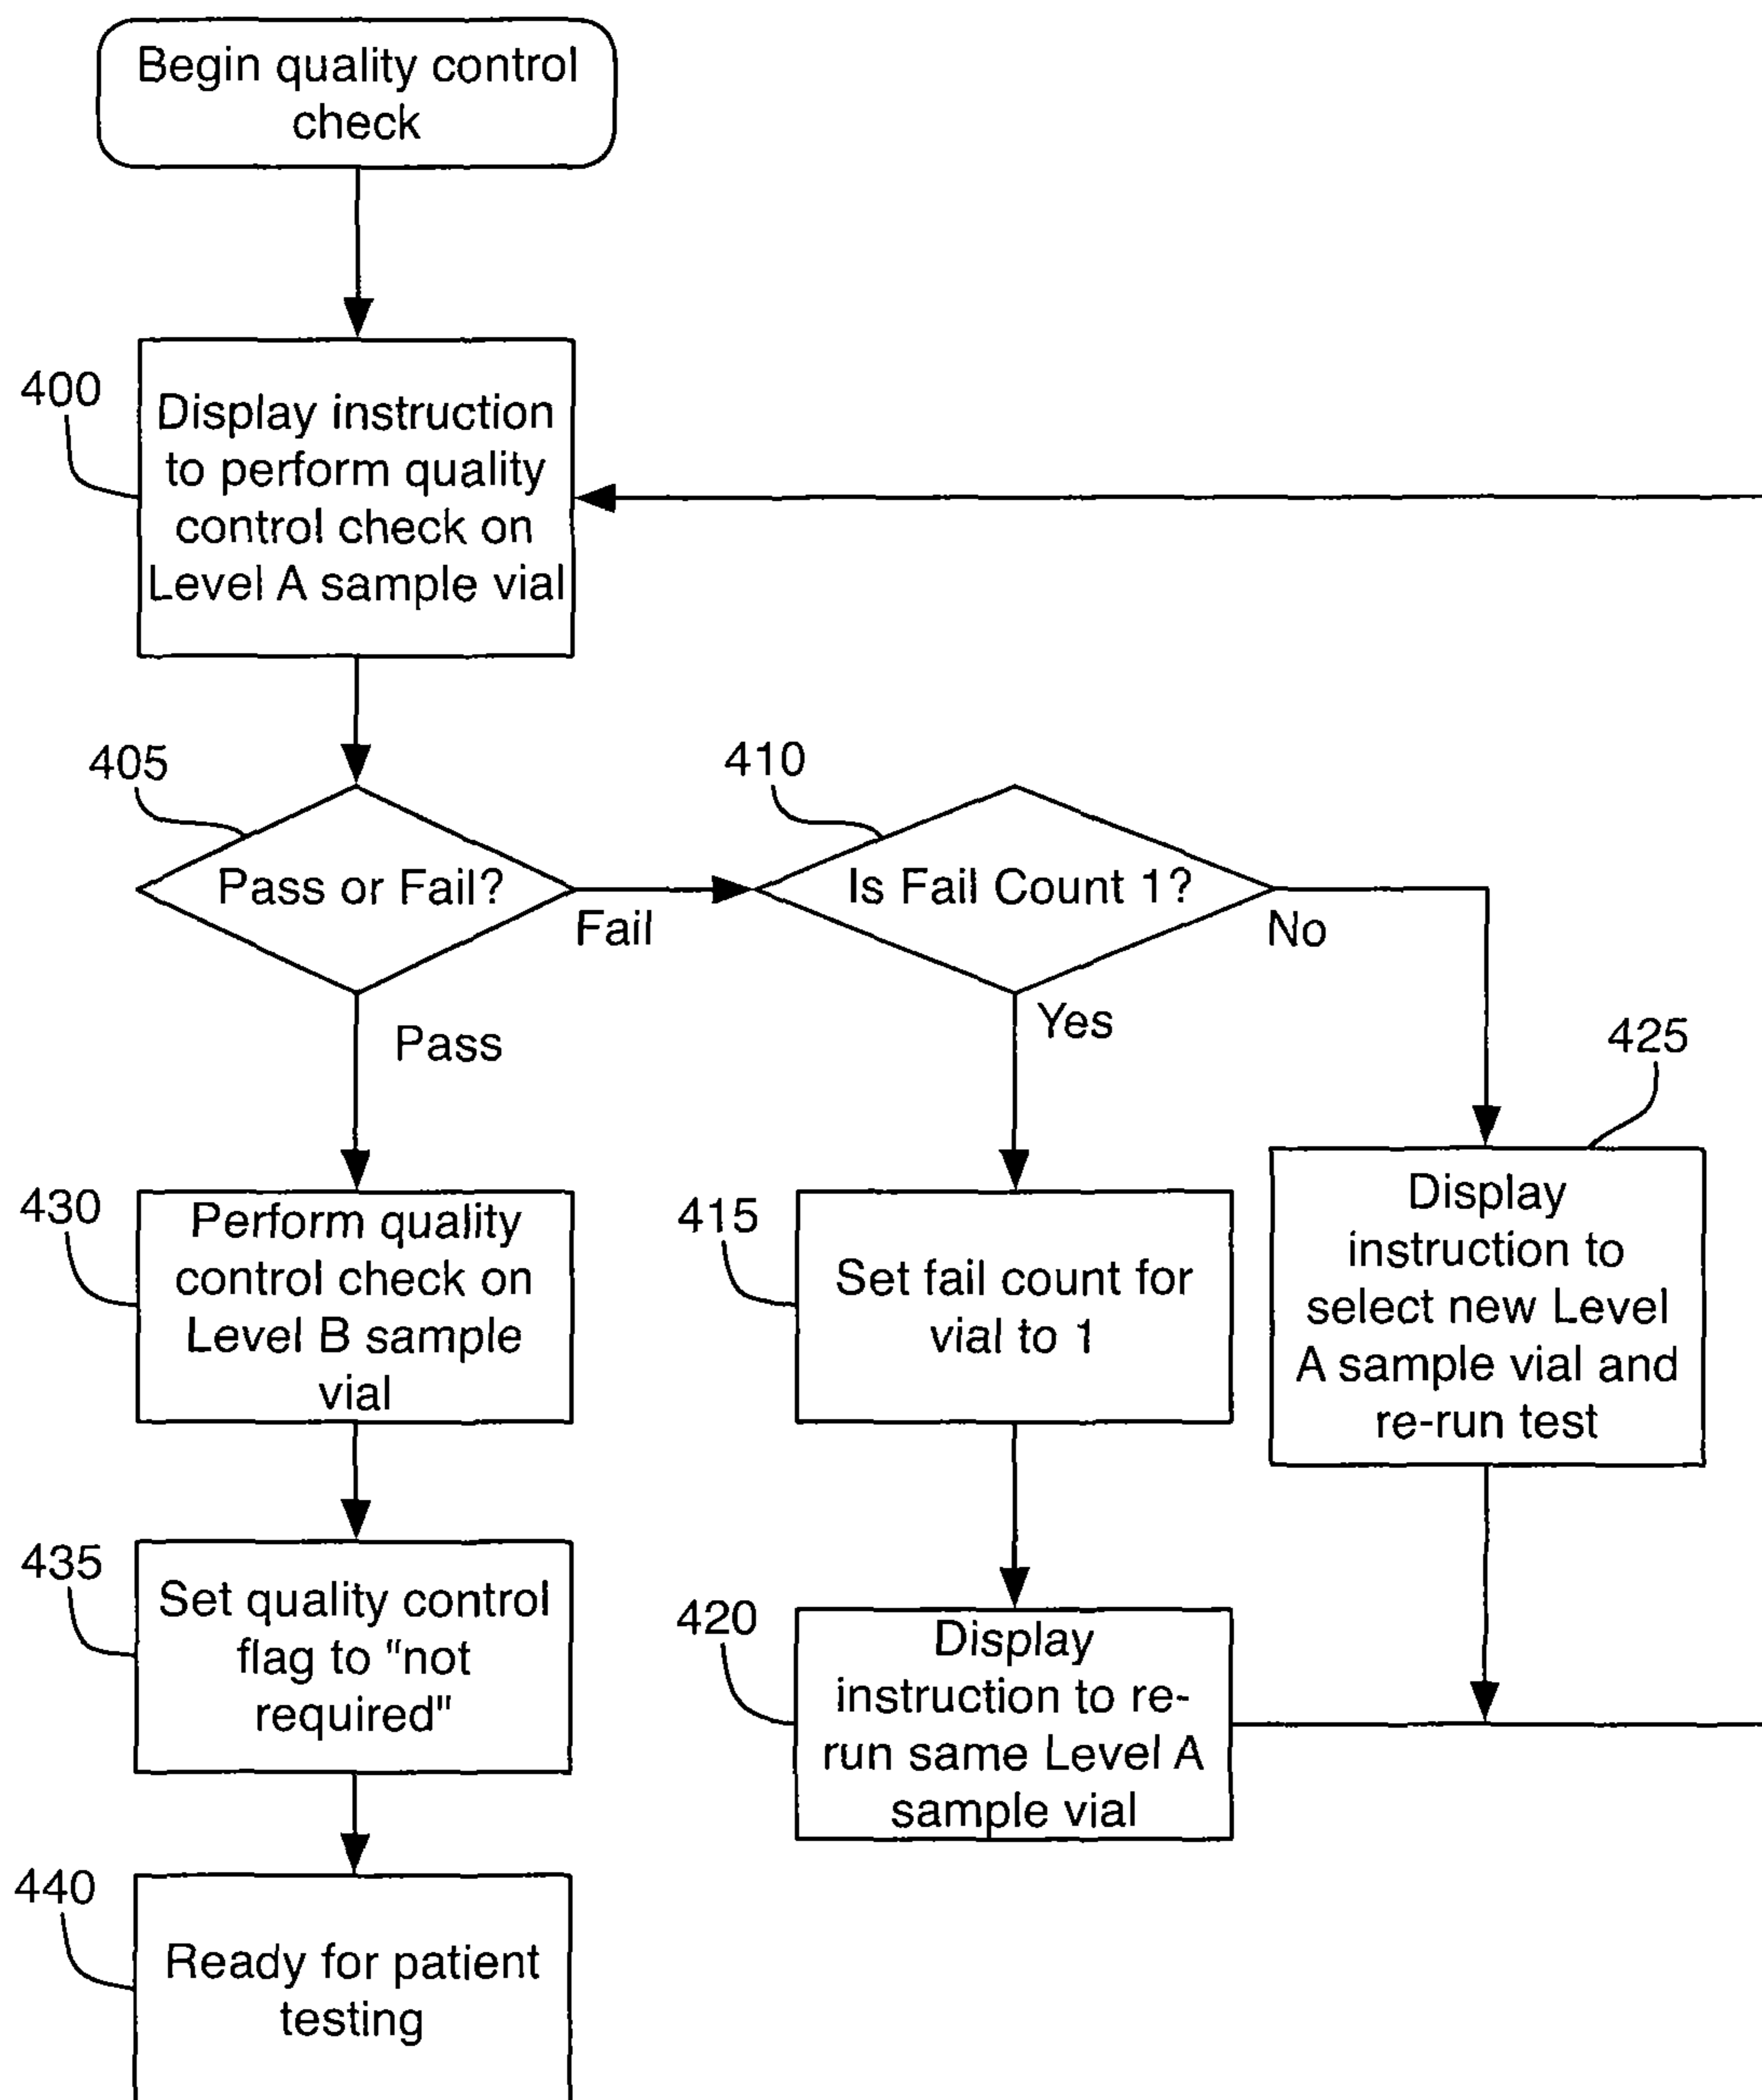 Begin quality control
check
400
Display instruction
to perform quality
control check on
Level A sample vial
405
Pass or Fail?
Fail
Pass
410
Is Fail Count 1?
No
Yes
425
Display
instruction to
select new Level
A sample vial and
re-run test
430
Perform quality
control check on
Level B sample
vial
415
Set fail count for
vial to 1
435
Set quality control
flag to "not
required"
420
Display
instruction to re-
run same Level A
sample vial
440
Ready for patient
testing